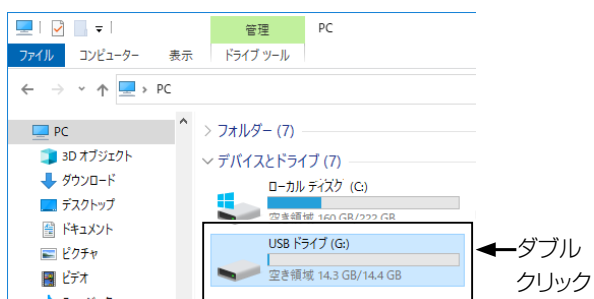 管理
PC
ファイル
コンピューター
表示
ドライブ ツール
PC
PC
3D オブジェクト
ダウンロード
デスクトップ
ドキュメント
ピクチャ
ビデオ
フォルダー (7)
デバイスとドライブ (7)
ローカル ディスク (C:)
空き領域 160 GB/222 GB
USB ドライブ (G:)
空き領域 14.3 GB/14.4 GB
ダブル
クリック